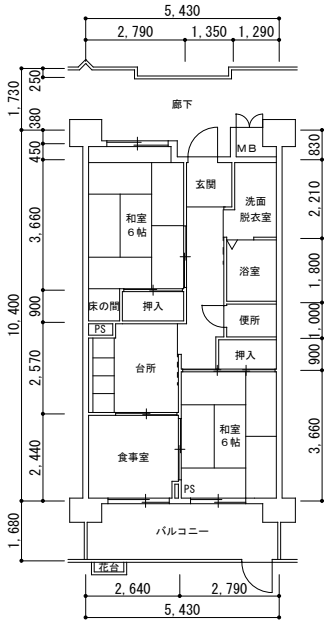 5,430
2,790
1,350
1,290
250
1,730
380
450
3,660
900
10,400
2,570
2,440
1,680
830
2,210
1,800
1,000
900
3,660
廊下
MB
玄関
洗面
脱衣室
和室
6帖
浴室
床の間
押入
便所
PS
押入
台所
和室
6帖
食事室
PS
バルコニー
花台
2,640
2,790
5,430